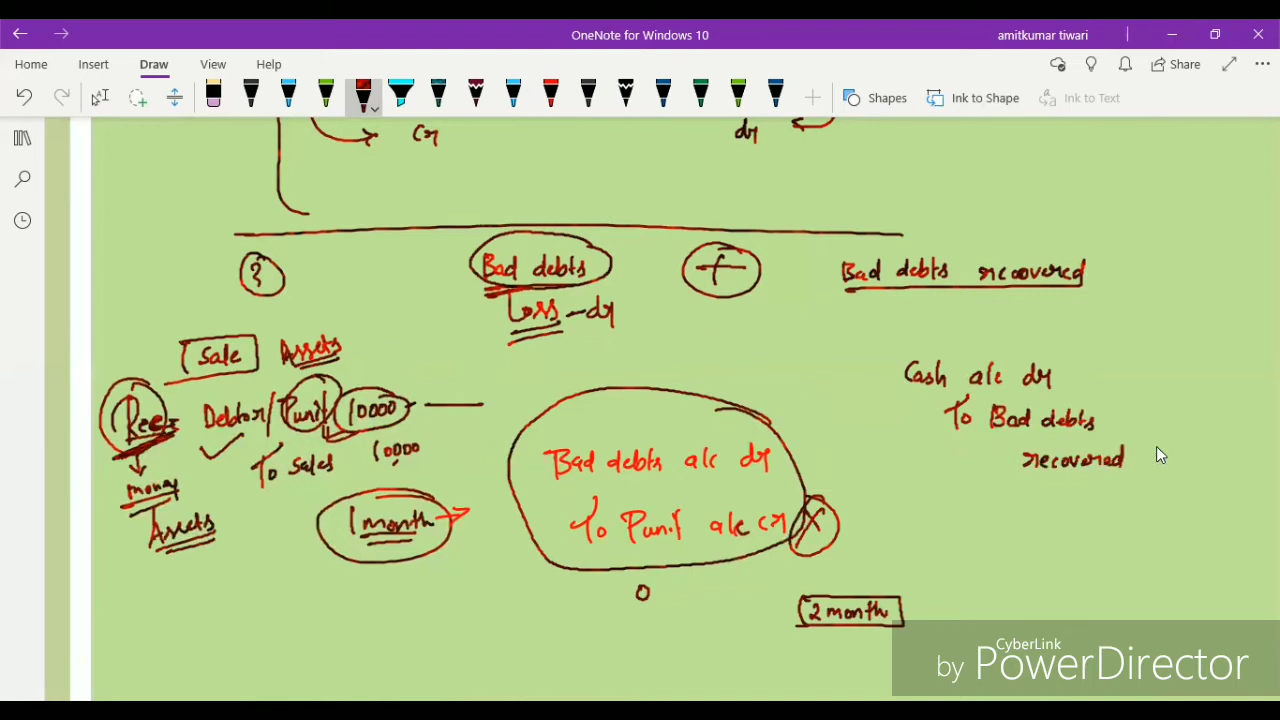 OneNote for Windows 10
amitkumar tiwari
Home Insert Draw View Help
Share
Shapes Ink to Shape Ink to Text
cr dr
? Bad debts Bad debts recovered
Loss - dr
Sale Assets
Debtor/Punit 10000
To Sales 10000
money
Assets
1 month
Bad debts a/c dr
To Punit a/c cr X
0
Cash a/c dr
To Bad debts
recovered
2 month
CyberLink
by PowerDirector